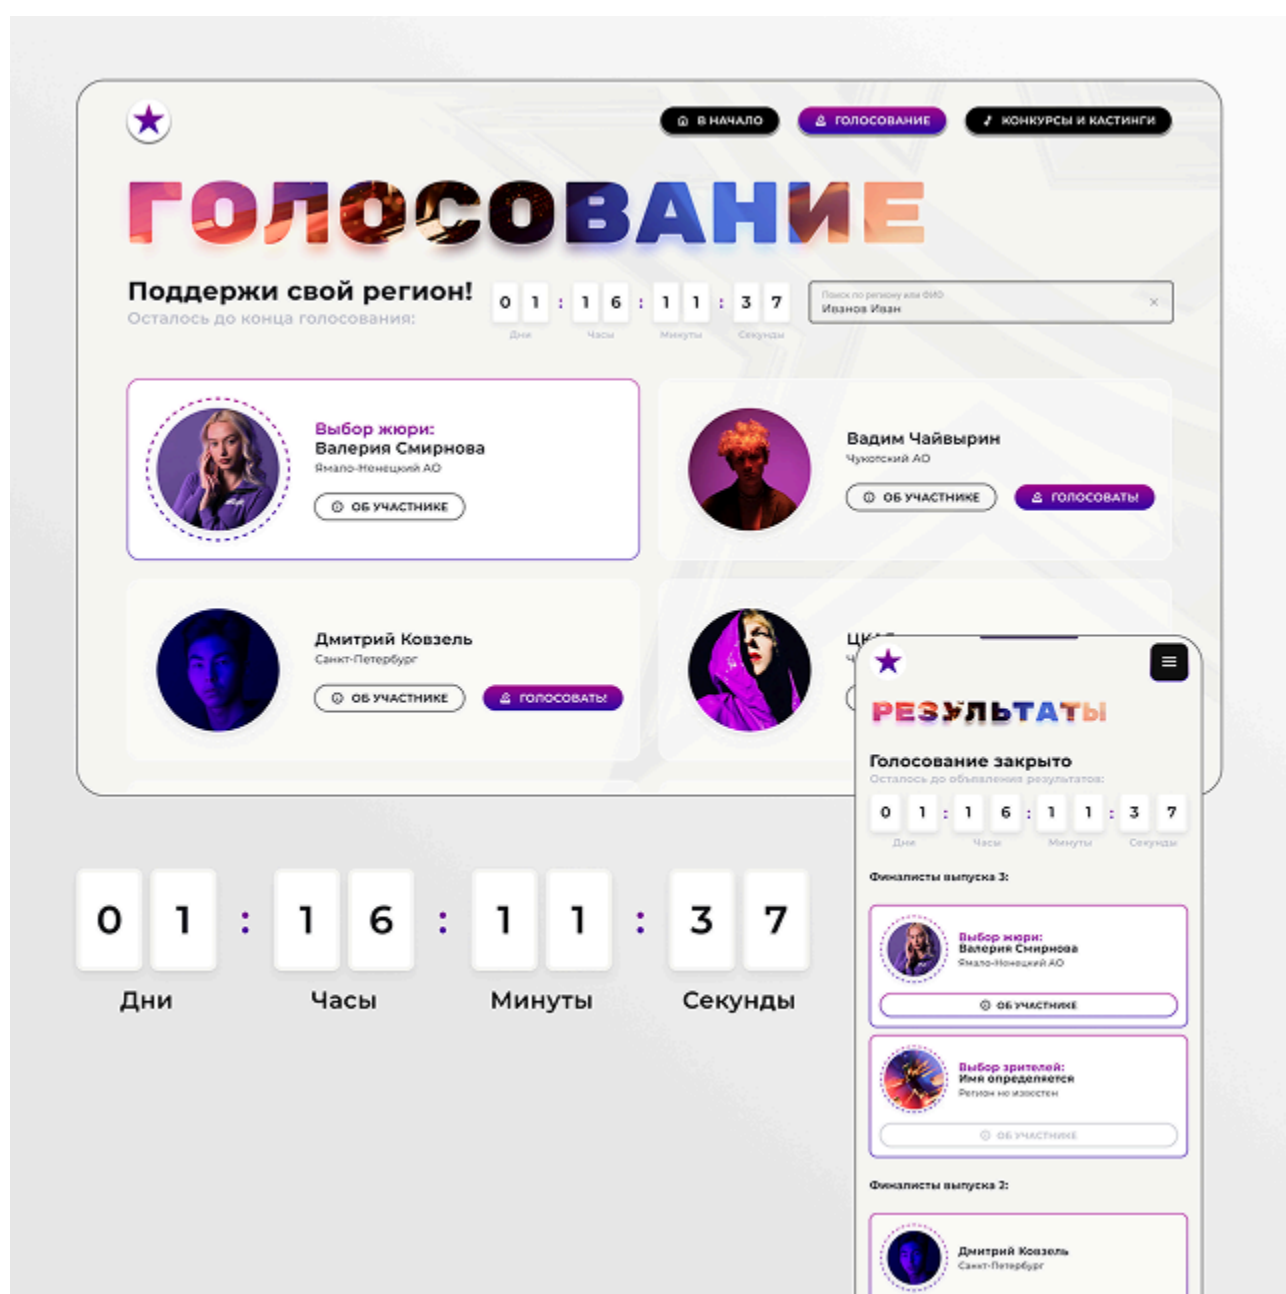 В НАЧАЛО
ГОЛОСОВАНИЕ
КОНКУРСЫ И КАСТИНГИ
ГОЛОСОВАНИЕ
Поддержи свой регион!
Осталось до конца голосования:
0 1 : 1 6 : 1 1 : 3 7
Дни Часы Минуты Секунды
Поиск по региону или ФИО
Иванов Иван
Выбор жюри:
Валерия Смирнова
Ямало-Ненецкий АО
ОБ УЧАСТНИКЕ
Вадим Чайвырин
Чукотский АО
ОБ УЧАСТНИКЕ
ГОЛОСОВАТЬ!
Дмитрий Ковзель
Санкт-Петербург
ОБ УЧАСТНИКЕ
ГОЛОСОВАТЬ!
0 1 : 1 6 : 1 1 : 3 7
Дни Часы Минуты Секунды
РЕЗУЛЬТАТЫ
Голосование закрыто
Осталось до объявления результатов:
0 1 : 1 6 : 1 1 : 3 7
Дни Часы Минуты Секунды
Финалисты выпуска 3:
Выбор жюри:
Валерия Смирнова
Ямало-Ненецкий АО
ОБ УЧАСТНИКЕ
Выбор зрителей:
Имя определяется
Регион не известен
ОБ УЧАСТНИКЕ
Финалисты выпуска 2:
Дмитрий Ковзель
Санкт-Петербург